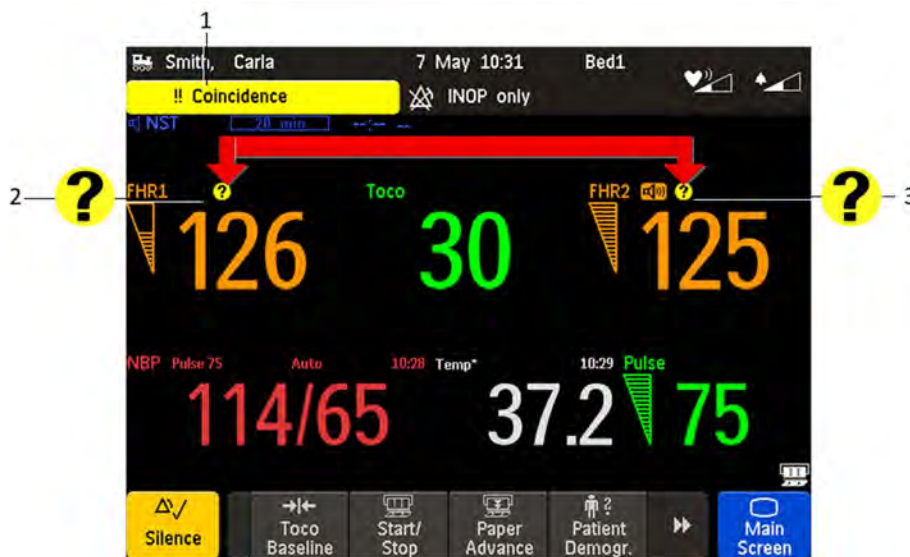 1
Smith, Carla 7 May 10:31 Bed1
!! Coincidence INOP only
NST 20 min --:-- --
2 ? ? ? ? 3
FHR1 Toco FHR2
126 30 125
NBP Pulse 75 Auto 10:28 Temp* 10:29 Pulse
114/65 37.2 75
Silence Toco Baseline Start/ Stop Paper Advance Patient Demogr. Main Screen